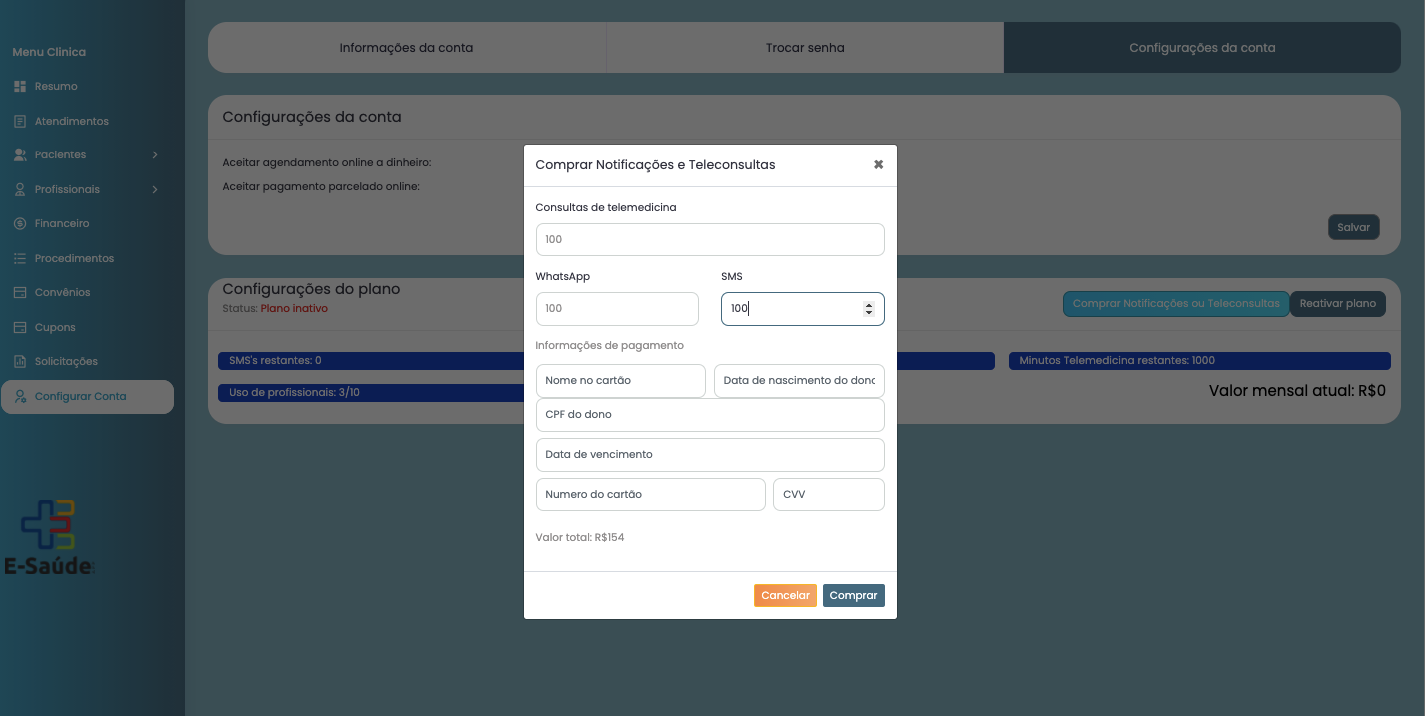 Menu Clinica
Resumo
Atendimentos
Pacientes
Profissionais
Financeiro
Procedimentos
Convênios
Cupons
Solicitações
Configurar Conta
E-Saúde
Informações da conta
Trocar senha
Configurações da conta
Configurações da conta
Aceitar agendamento online a dinheiro:
Aceitar pagamento parcelado online:
Salvar
Configurações do plano
Status: Plano inativo
Comprar Notificações ou Teleconsultas
Reativar plano
SMS's restantes: 0
Minutos Telemedicina restantes: 1000
Uso de profissionais: 3/10
Valor mensal atual: R$0
Comprar Notificações e Teleconsultas
Consultas de telemedicina
100
WhatsApp
SMS
100
100
Informações de pagamento
Nome no cartão
Data de nascimento do dono
CPF do dono
Data de vencimento
Numero do cartão
CVV
Valor total: R$154
Cancelar
Comprar